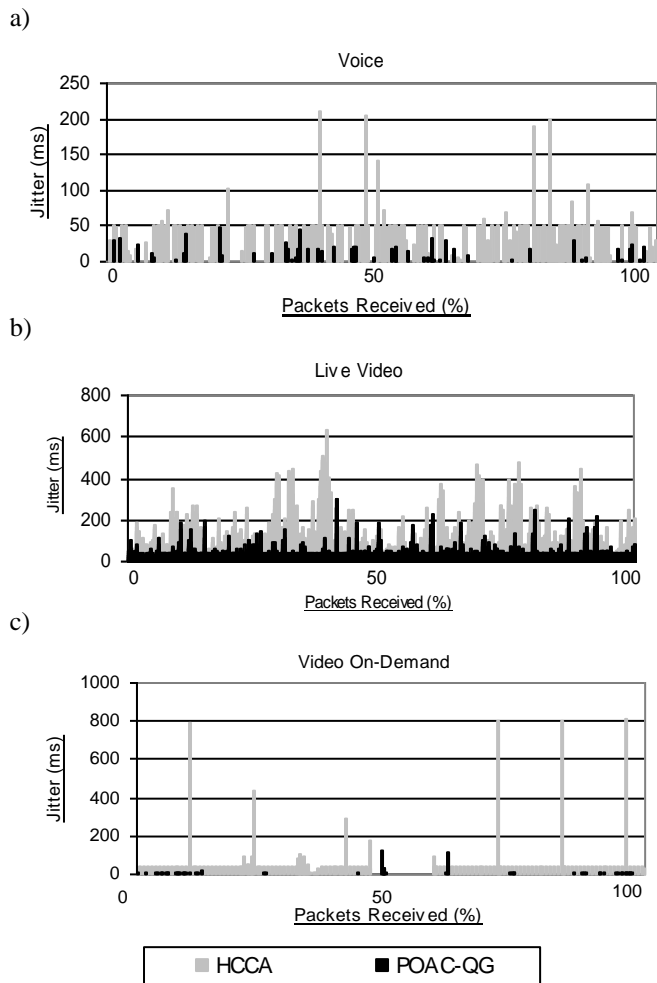 a)
Voice
250
200
150
100
50
0
Jitter (ms)
0 50 100
Packets Received (%)
b)
Live Video
800
600
400
200
0
Jitter (ms)
0 50 100
Packets Received (%)
c)
Video On-Demand
1000
800
600
400
200
0
Jitter (ms)
0 50 100
Packets Received (%)
HCCA POAC-QG